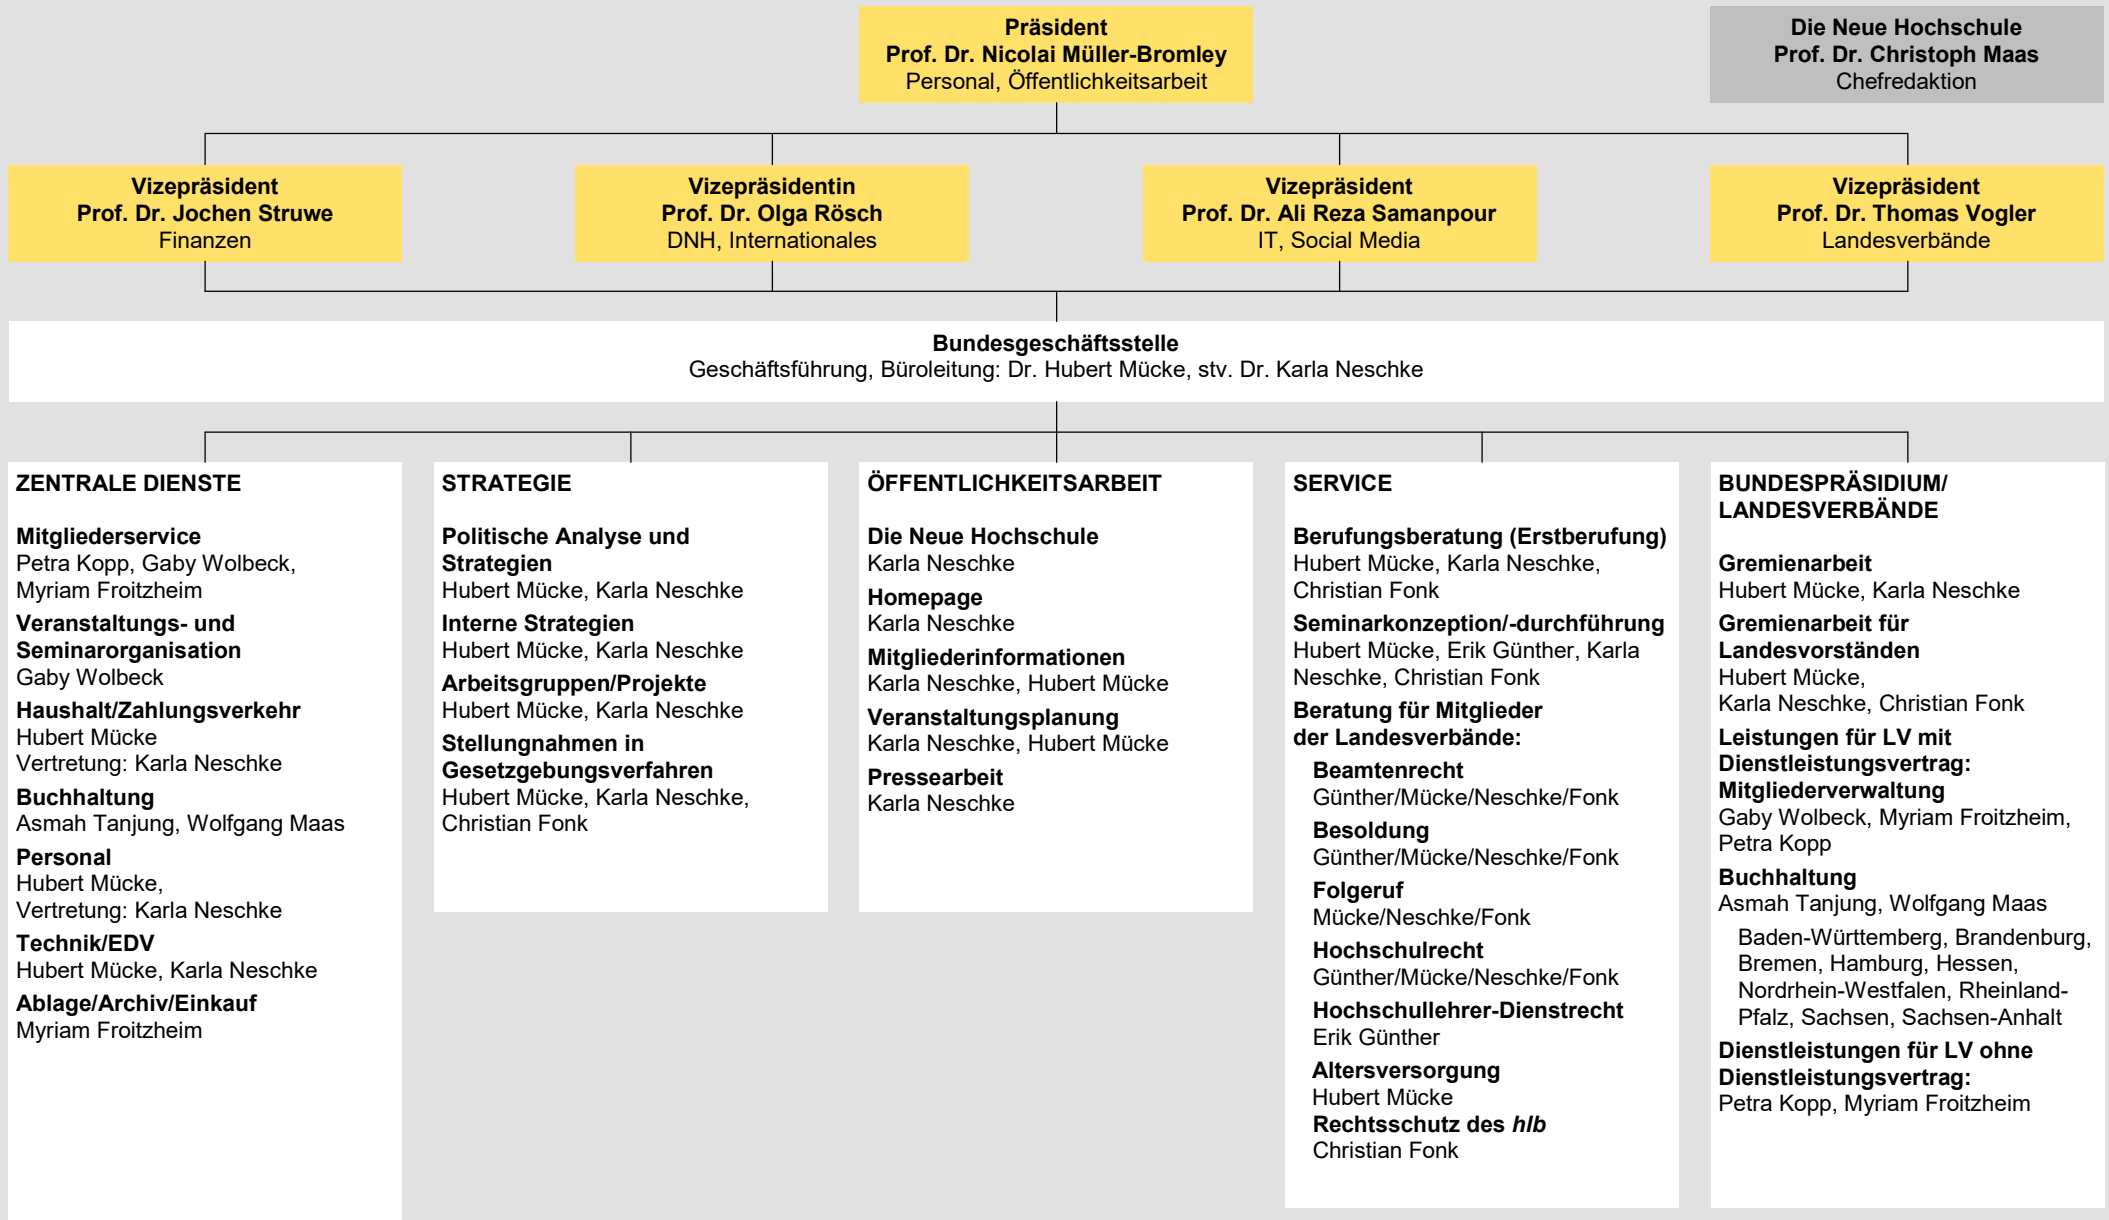 Präsident
Prof. Dr. Nicolai Müller-Bromley
Personal, Öffentlichkeitsarbeit
Die Neue Hochschule
Prof. Dr. Christoph Maas
Chefredaktion
Vizepräsident
Prof. Dr. Jochen Struwe
Finanzen
Vizepräsidentin
Prof. Dr. Olga Rösch
DNH, Internationales
Vizepräsident
Prof. Dr. Ali Reza Samanpour
IT, Social Media
Vizepräsident
Prof. Dr. Thomas Vogler
Landesverbände
Bundesgeschäftsstelle
Geschäftsführung, Büroleitung: Dr. Hubert Mücke, stv. Dr. Karla Neschke
ZENTRALE DIENSTE
Mitgliederservice
Petra Kopp, Gaby Wolbeck,
Myriam Froitzheim
Veranstaltungs- und
Seminarorganisation
Gaby Wolbeck
Haushalt/Zahlungsverkehr
Hubert Mücke
Vertretung: Karla Neschke
Buchhaltung
Asmah Tanjung, Wolfgang Maas
Personal
Hubert Mücke,
Vertretung: Karla Neschke
Technik/EDV
Hubert Mücke, Karla Neschke
Ablage/Archiv/Einkauf
Myriam Froitzheim
STRATEGIE
Politische Analyse und
Strategien
Hubert Mücke, Karla Neschke
Interne Strategien
Hubert Mücke, Karla Neschke
Arbeitsgruppen/Projekte
Hubert Mücke, Karla Neschke
Stellungnahmen in
Gesetzgebungsverfahren
Hubert Mücke, Karla Neschke,
Christian Fonk
ÖFFENTLICHKEITSARBEIT
Die Neue Hochschule
Karla Neschke
Homepage
Karla Neschke
Mitgliederinformationen
Karla Neschke, Hubert Mücke
Veranstaltungsplanung
Karla Neschke, Hubert Mücke
Pressearbeit
Karla Neschke
SERVICE
Berufungsberatung (Erstberufung)
Hubert Mücke, Karla Neschke,
Christian Fonk
Seminarkonzeption/-durchführung
Hubert Mücke, Erik Günther, Karla
Neschke, Christian Fonk
Beratung für Mitglieder
der Landesverbände:
Beamtenrecht
Günther/Mücke/Neschke/Fonk
Besoldung
Günther/Mücke/Neschke/Fonk
Folgeruf
Mücke/Neschke/Fonk
Hochschulrecht
Günther/Mücke/Neschke/Fonk
Hochschullehrer-Dienstrecht
Erik Günther
Altersversorgung
Hubert Mücke
Rechtsschutz des hlb
Christian Fonk
BUNDESPRÄSIDIUM/
LANDESVERBÄNDE
Gremienarbeit
Hubert Mücke, Karla Neschke
Gremienarbeit für
Landesvorständen
Hubert Mücke,
Karla Neschke, Christian Fonk
Leistungen für LV mit
Dienstleistungsvertrag:
Mitgliederverwaltung
Gaby Wolbeck, Myriam Froitzheim,
Petra Kopp
Buchhaltung
Asmah Tanjung, Wolfgang Maas
Baden-Württemberg, Brandenburg,
Bremen, Hamburg, Hessen,
Nordrhein-Westfalen, Rheinland-
Pfalz, Sachsen, Sachsen-Anhalt
Dienstleistungen für LV ohne
Dienstleistungsvertrag:
Petra Kopp, Myriam Froitzheim